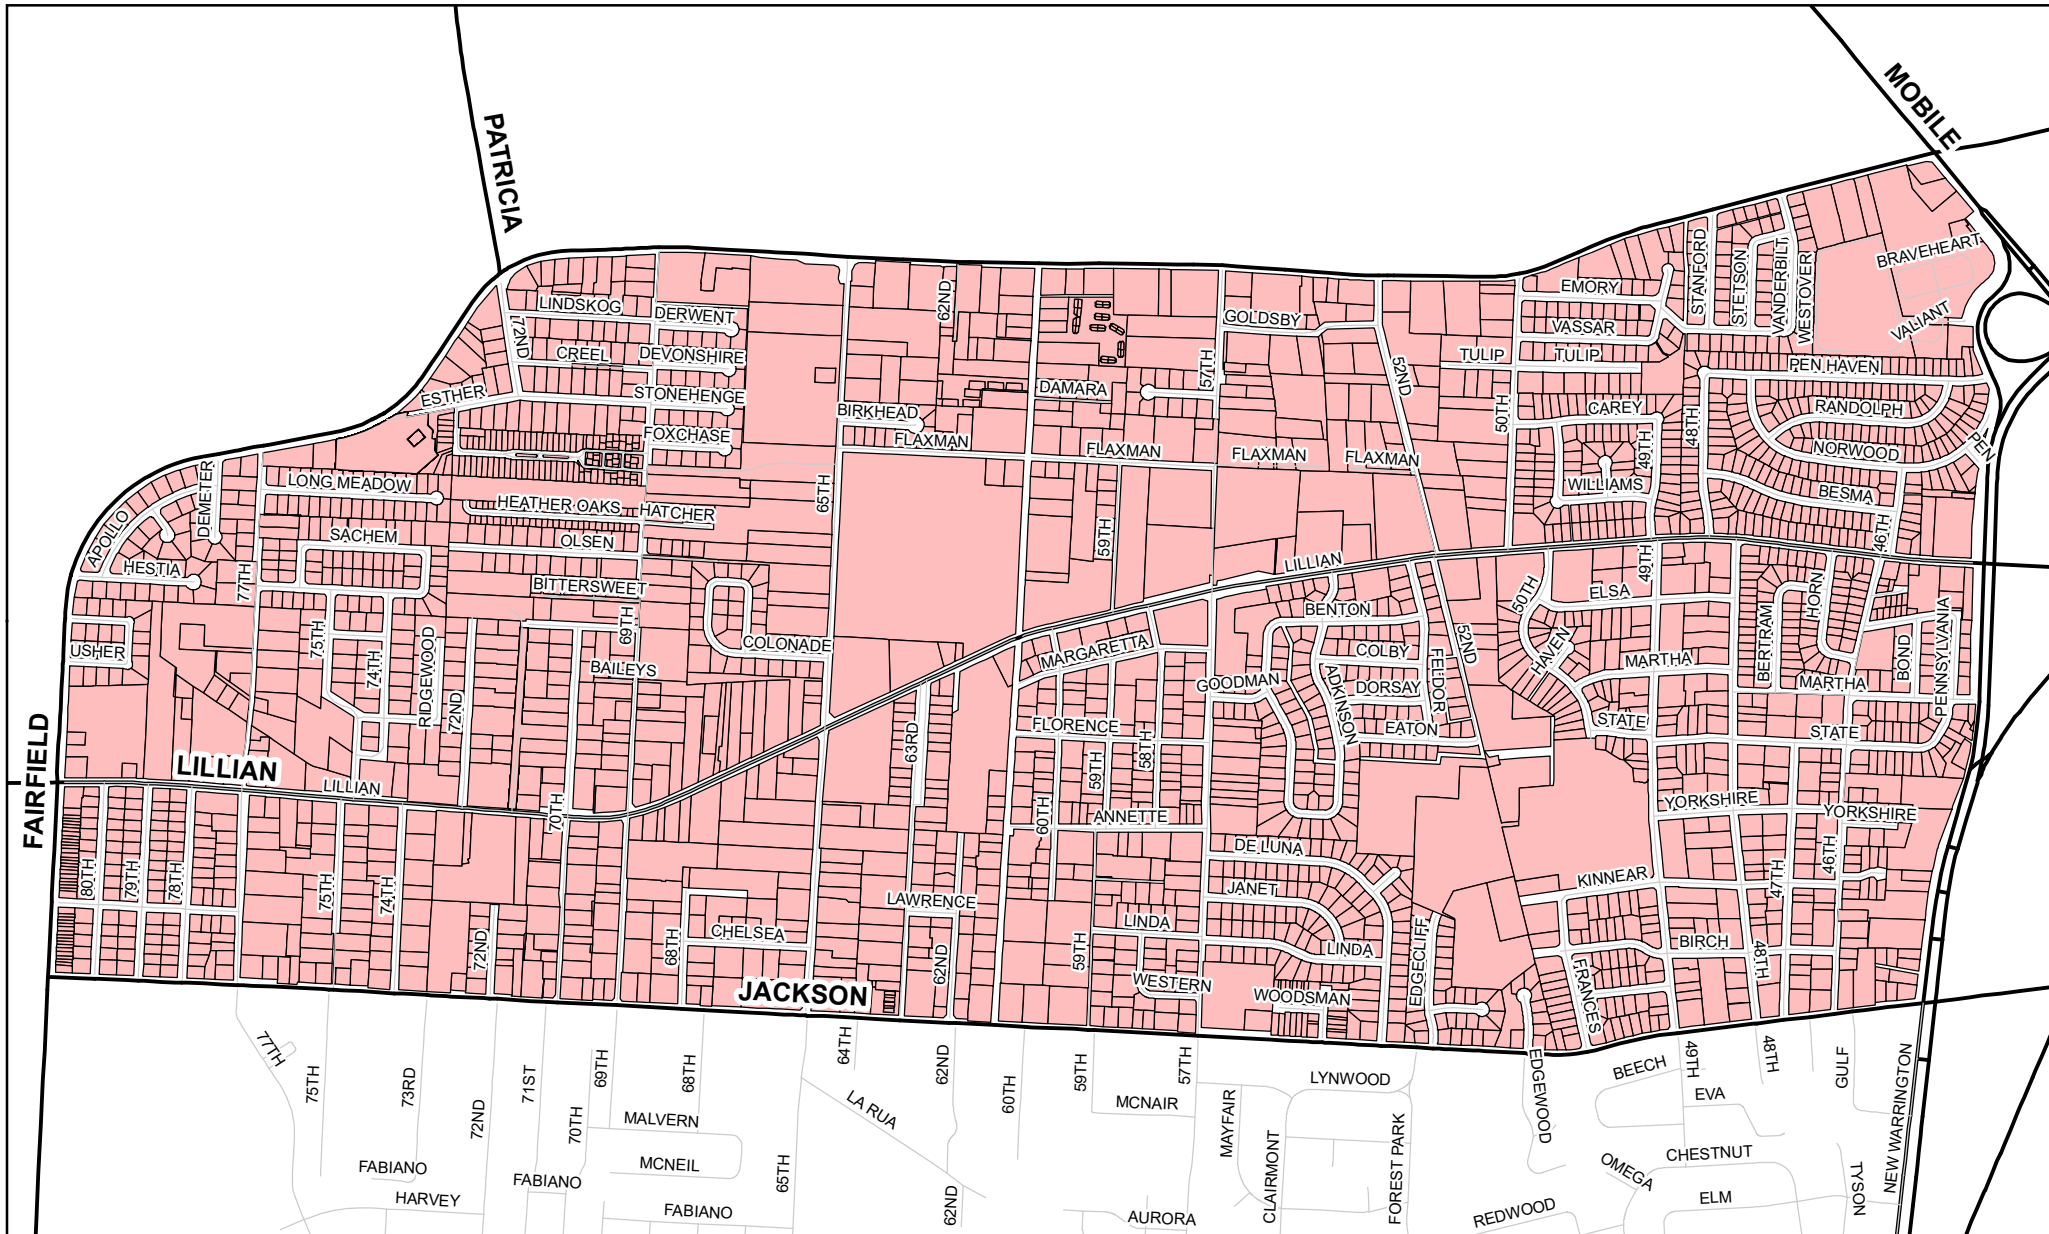 MOBILE
PATRICIA
BRAVEHEART
STANFORD
STETSON
VANDERBILT
WESTOVER
EMORY
LINDSKOG
DERWENT
62ND
GOLDSBY
VASSAR
VALIANT
72ND
CREEL
DEVONSHIRE
57TH
52ND
TULIP
TULIP
PEN HAVEN
ESTHER
STONEHENGE
DAMARA
BIRKHEAD
50TH
CAREY
48TH
RANDOLPH
FOXCHASE
FLAXMAN
FLAXMAN
FLAXMAN
FLAXMAN
49TH
NORWOOD
PEN
DEMETER
LONG MEADOW
65TH
WILLIAMS
BESMA
HEATHER OAKS
HATCHER
APOLLO
SACHEM
OLSEN
59TH
46TH
HESTIA
77TH
BITTERSWEET
LILLIAN
50TH
49TH
ELSA
HORN
BENTON
BERTRAM
PENNSYLVANIA
75TH
69TH
COLONADE
MARGARETTA
COLBY
52ND
HAVEN
USHER
74TH
RIDGEWOOD
BAILEYS
MARTHA
BOND
GOODMAN
ADKINSON
DORSAY
FELEDOR
MARTHA
72ND
FLORENCE
STATE
STATE
FAIRFIELD
63RD
58TH
EATON
LILLIAN
LILLIAN
59TH
70TH
60TH
ANNETTE
YORKSHIRE
YORKSHIRE
DE LUNA
46TH
80TH
79TH
78TH
75TH
74TH
JANET
KINNEAR
47TH
LAWRENCE
LINDA
CHELSEA
72ND
68TH
62ND
59TH
LINDA
EDGECLIFF
BIRCH
48TH
JACKSON
WESTERN
WOODSMAN
FRANCES
77TH
75TH
73RD
71ST
69TH
68TH
64TH
62ND
60TH
59TH
57TH
LYNWOOD
EDGEWOOD
BEECH
49TH
48TH
GULF
NEW WARRINGTON
72ND
70TH
MALVERN
LA RUA
MCNAIR
MAYFAIR
EVA
FABIANO
FABIANO
MCNEIL
65TH
CLAIRMONT
FOREST PARK
OMEGA
CHESTNUT
TYSON
HARVEY
FABIANO
62ND
AURORA
REDWOOD
ELM